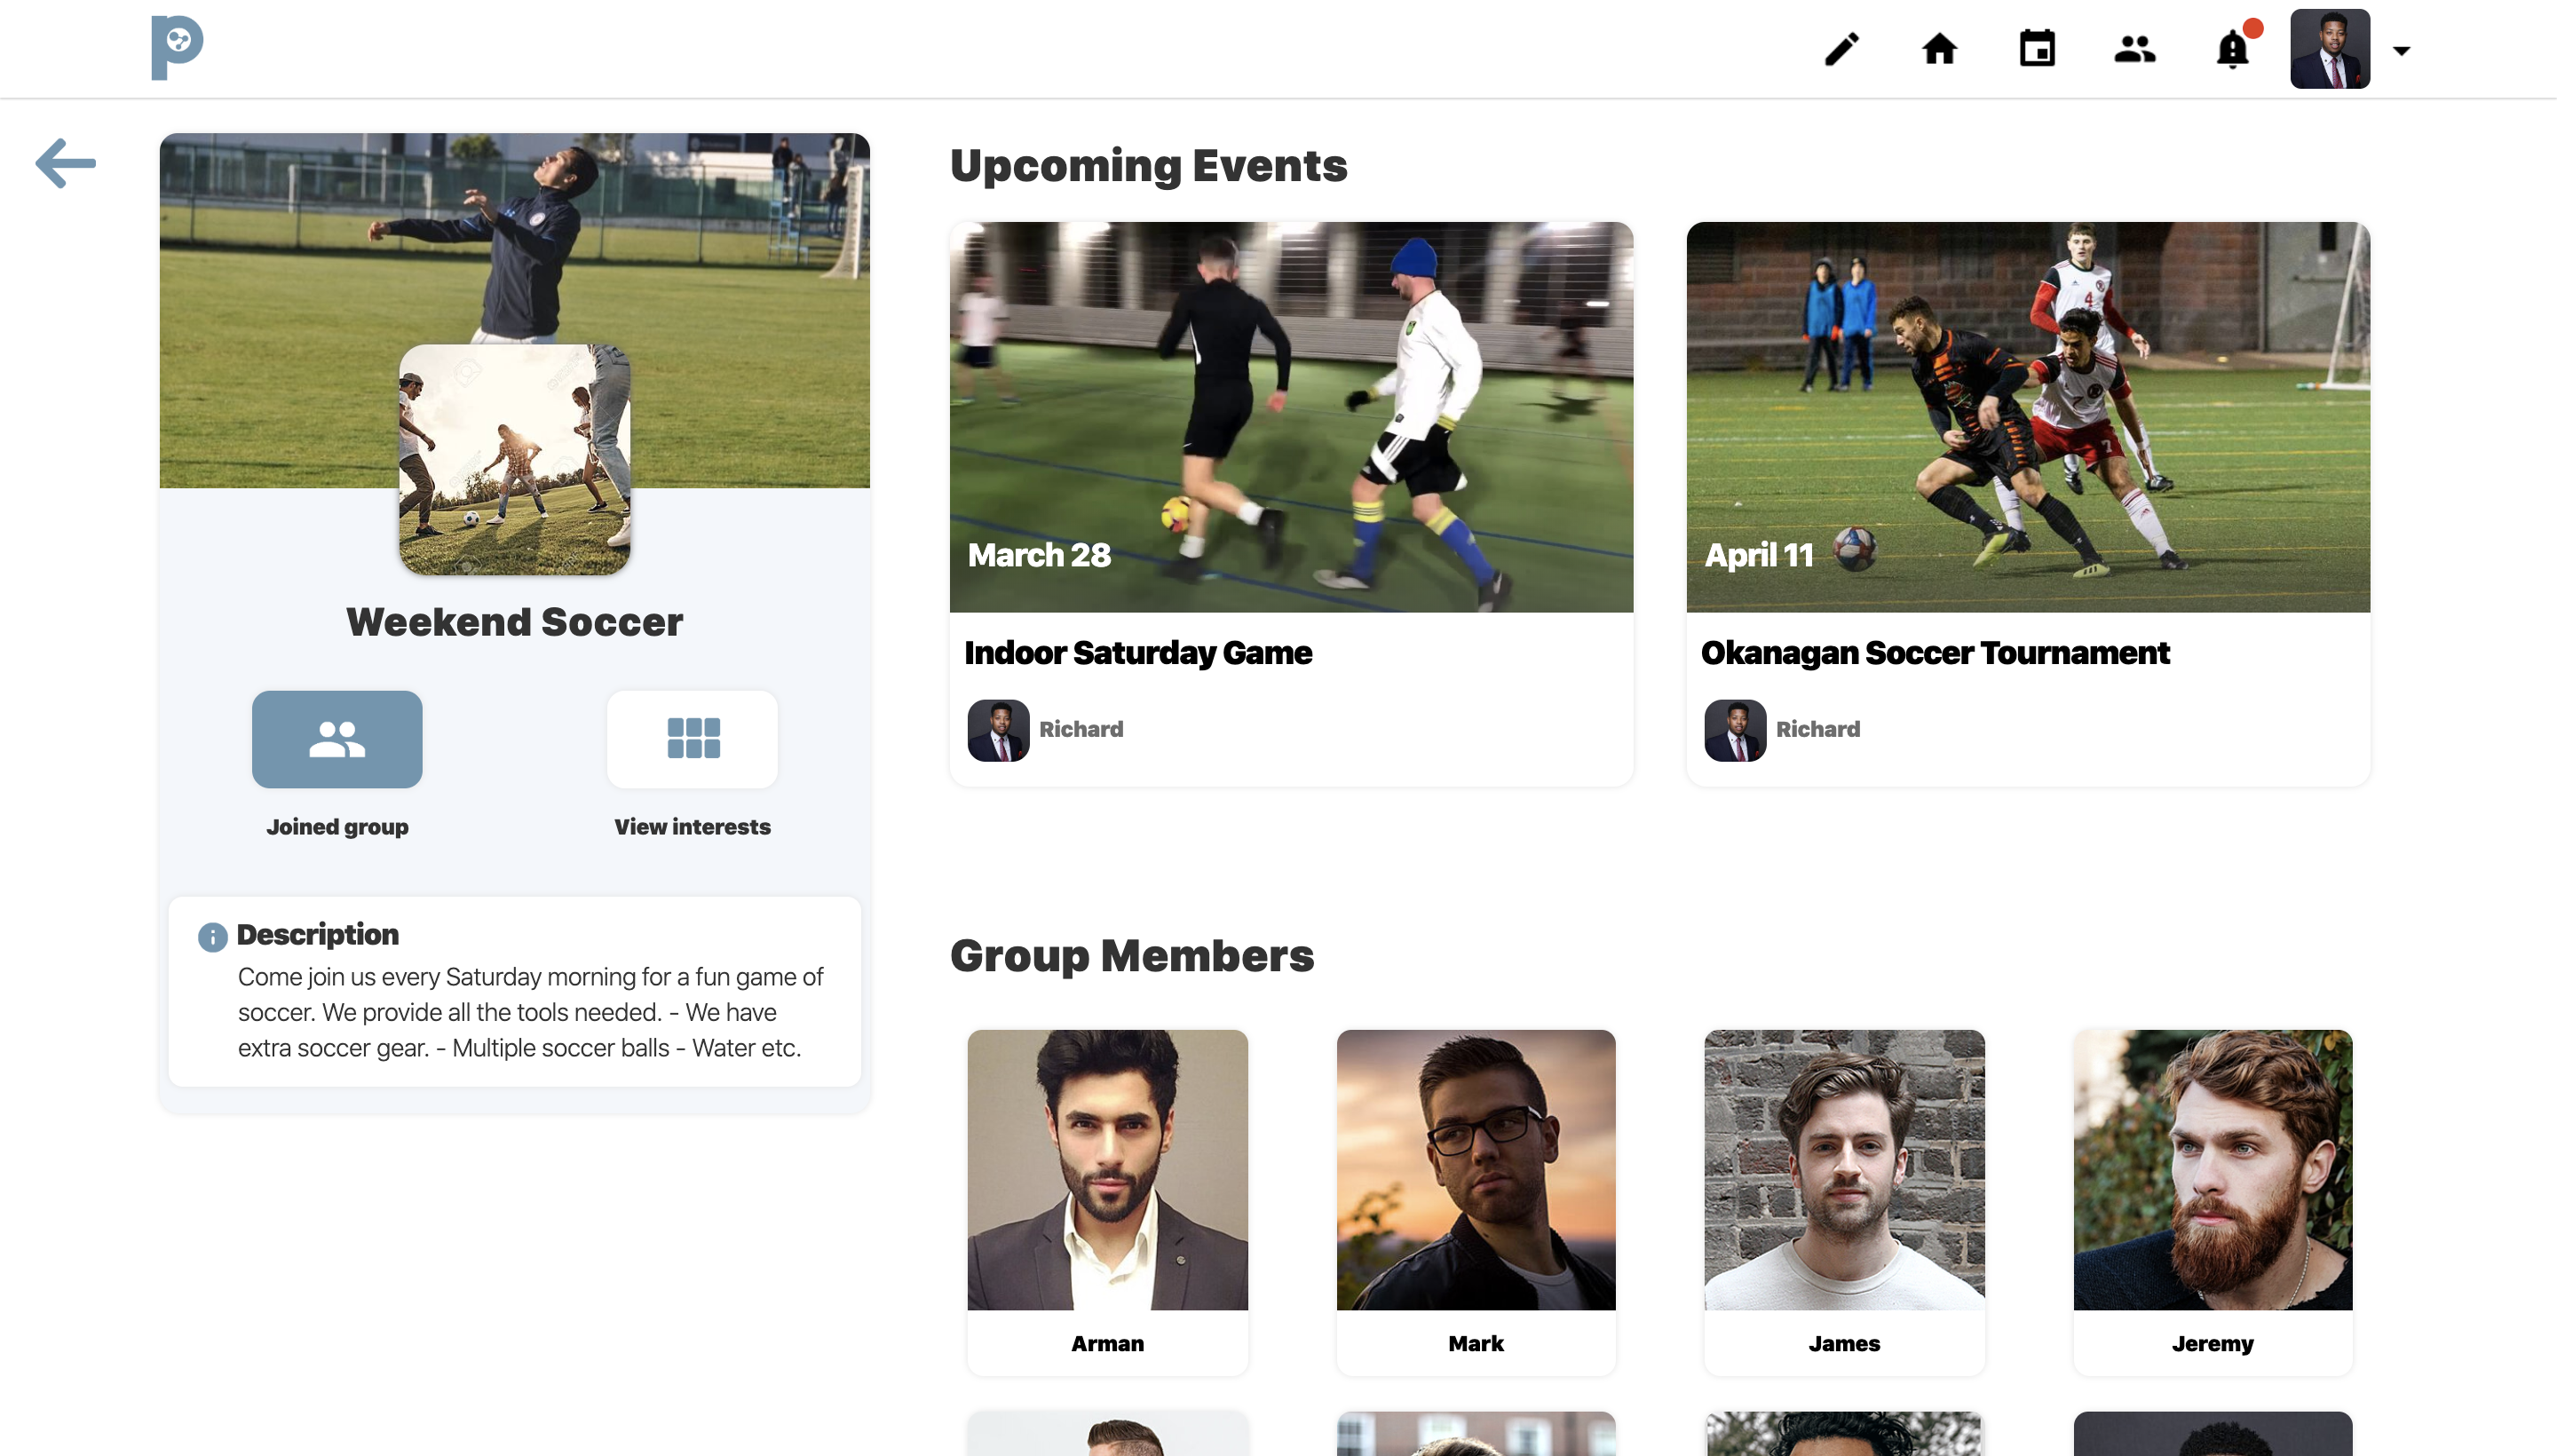 Upcoming Events
March 28
April 11
Indoor Saturday Game
Okanagan Soccer Tournament
Richard
Richard
Weekend Soccer
Joined group
View interests
Description
Come join us every Saturday morning for a fun game of
soccer. We provide all the tools needed. - We have
extra soccer gear. - Multiple soccer balls - Water etc.
Group Members
Arman
Mark
James
Jeremy